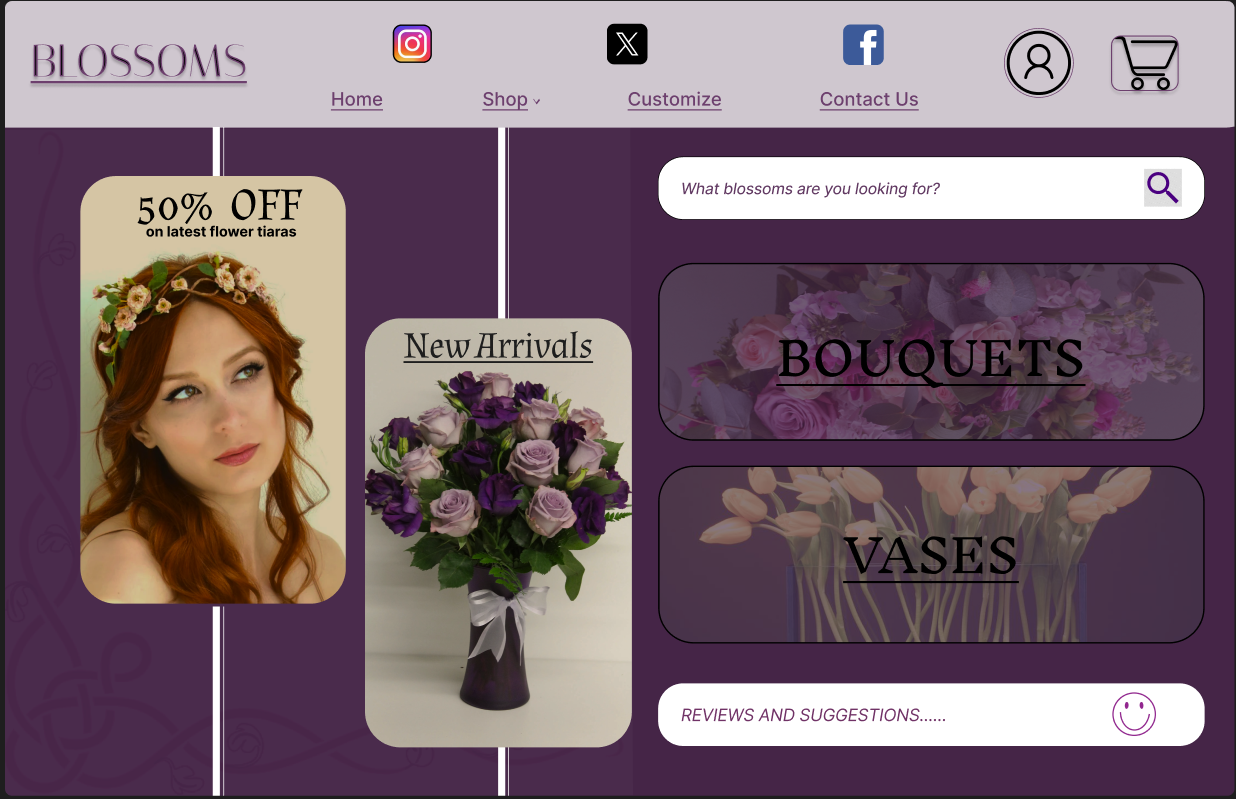 BLOSSOMS
Home
Shop
Customize
Contact Us
50% OFF
on latest flower tiaras
New Arrivals
What blossoms are you looking for?
BOUQUETS
VASES
REVIEWS AND SUGGESTIONS......